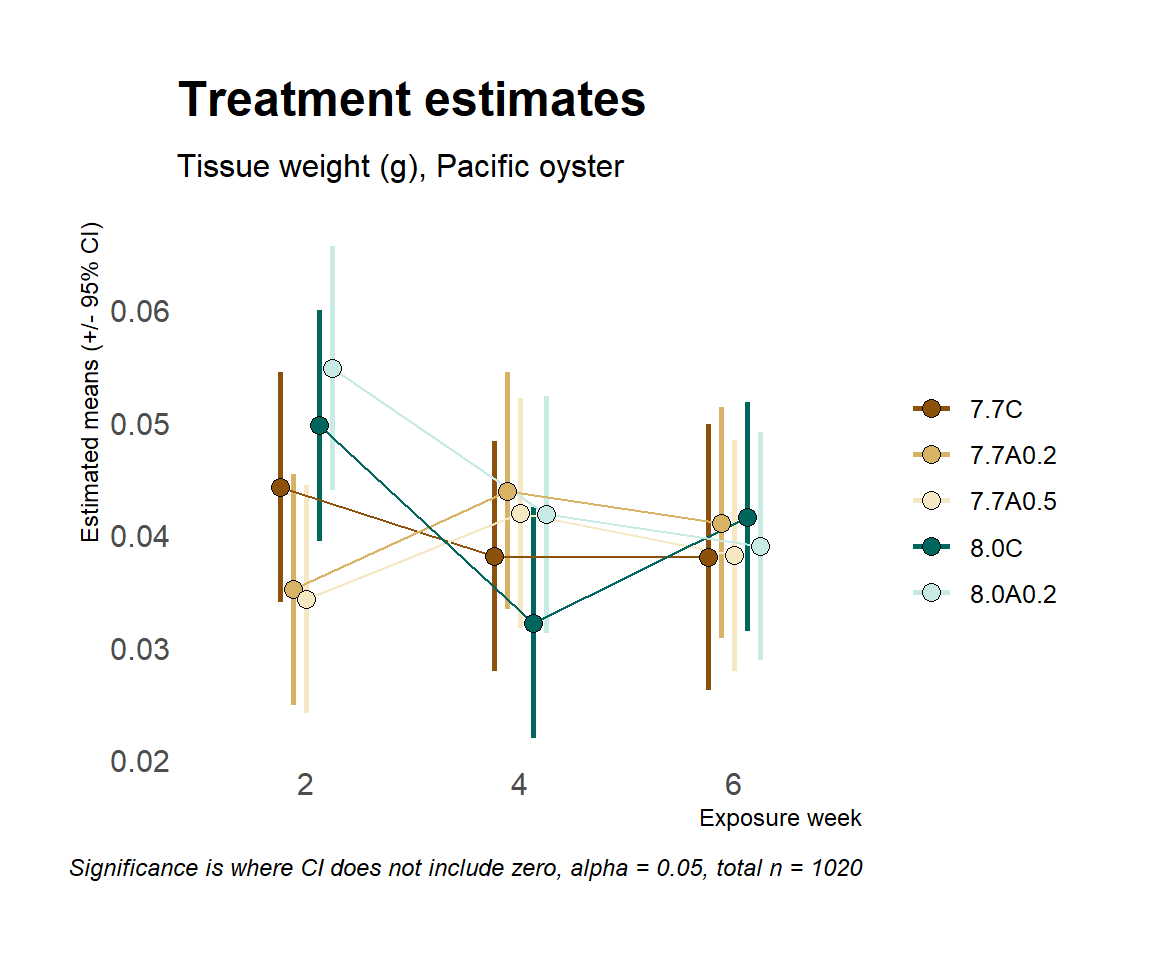 Treatment estimates
Tissue weight (g), Pacific oyster
Estimated means (+/- 95% CI)
0.06
0.05
0.04
0.03
0.02
2
4
6
Exposure week
7.7C
7.7A0.2
7.7A0.5
8.0C
8.0A0.2
Significance is where CI does not include zero, alpha = 0.05, total n = 1020